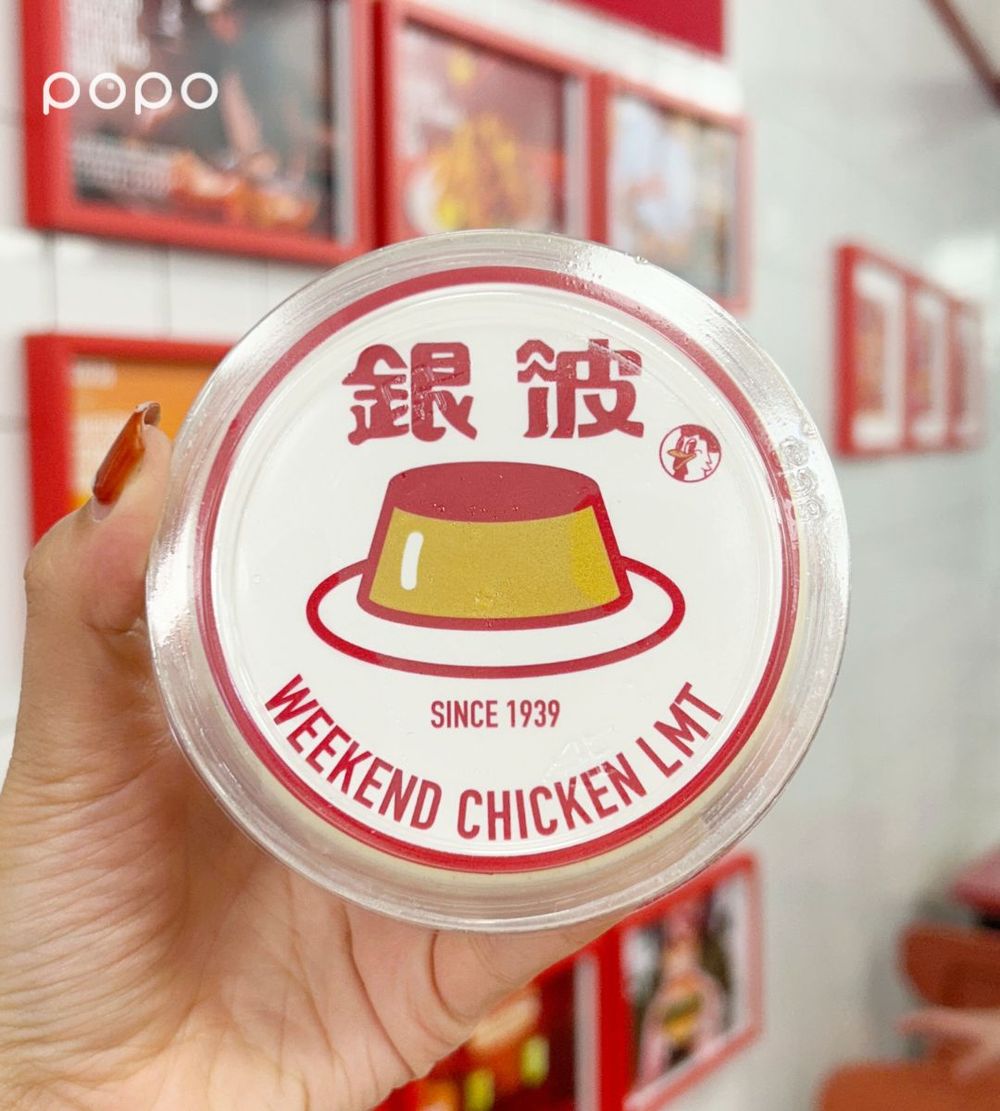 popo
銀波
SINCE 1939
WEEKEND CHICKEN LMT